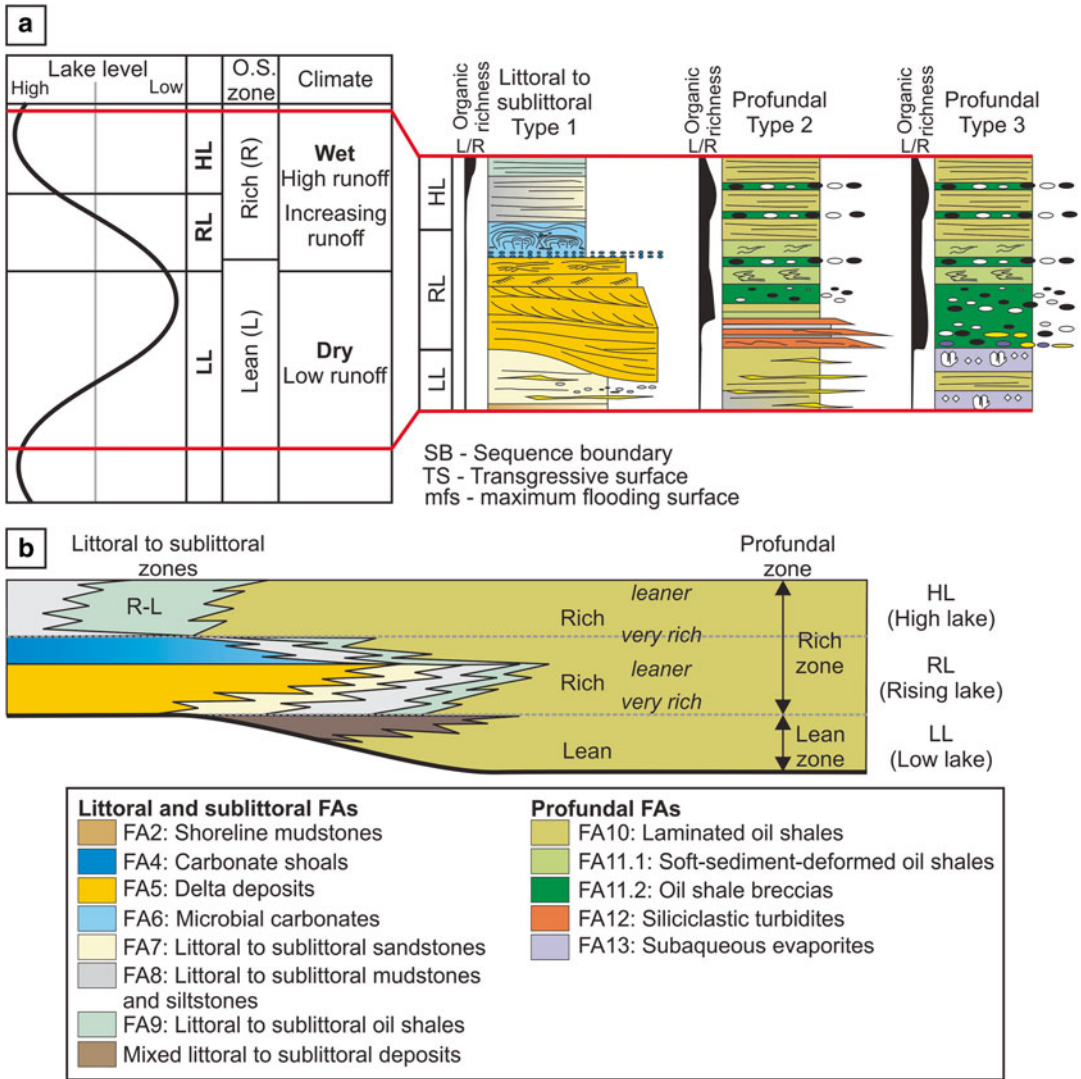 a
Lake level
High
Low
O.S.
zone
Climate
HL
RL
LL
Rich (R)
Lean (L)
Wet
High runoff
Increasing
runoff
Dry
Low runoff
HL
RL
LL
Organic
richness
L/R
Littoral to
sublittoral
Type 1
Organic
richness
L/R
Profundal
Type 2
Organic
richness
L/R
Profundal
Type 3
SB - Sequence boundary
TS - Transgressive surface
mfs - maximum flooding surface
b
Littoral to sublittoral
zones
Profundal
zone
R-L
leaner
Rich
very rich
leaner
Rich
very rich
Lean
Rich
zone
Lean
zone
HL
(High lake)
RL
(Rising lake)
LL
(Low lake)
Littoral and sublittoral FAs
FA2: Shoreline mudstones
FA4: Carbonate shoals
FA5: Delta deposits
FA6: Microbial carbonates
FA7: Littoral to sublittoral sandstones
FA8: Littoral to sublittoral mudstones
and siltstones
FA9: Littoral to sublittoral oil shales
Mixed littoral to sublittoral deposits
Profundal FAs
FA10: Laminated oil shales
FA11.1: Soft-sediment-deformed oil shales
FA11.2: Oil shale breccias
FA12: Siliciclastic turbidites
FA13: Subaqueous evaporites